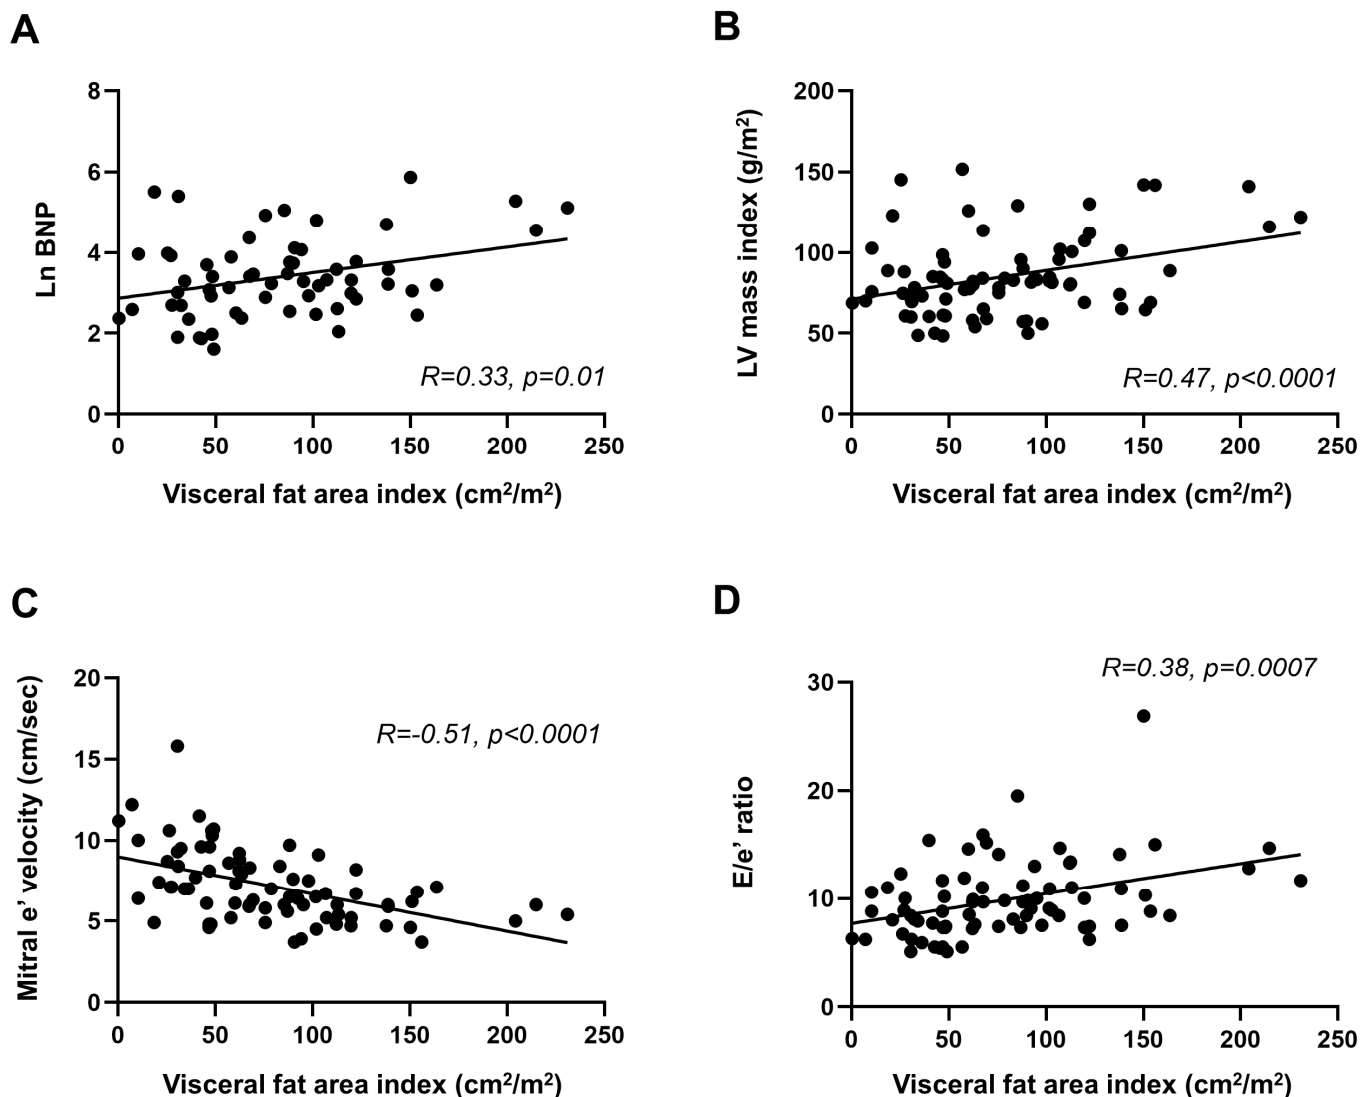 A
8
6
4
2
0
Ln BNP
R=0.33, p=0.01
0 50 100 150 200 250
Visceral fat area index (cm²/m²)
B
200
150
100
50
0
LV mass index (g/m²)
R=0.47, p<0.0001
0 50 100 150 200 250
Visceral fat area index (cm²/m²)
C
20
15
10
5
0
Mitral e’ velocity (cm/sec)
R=-0.51, p<0.0001
0 50 100 150 200 250
Visceral fat area index (cm²/m²)
D
R=0.38, p=0.0007
30
20
10
0
E/e’ ratio
0 50 100 150 200 250
Visceral fat area index (cm²/m²)